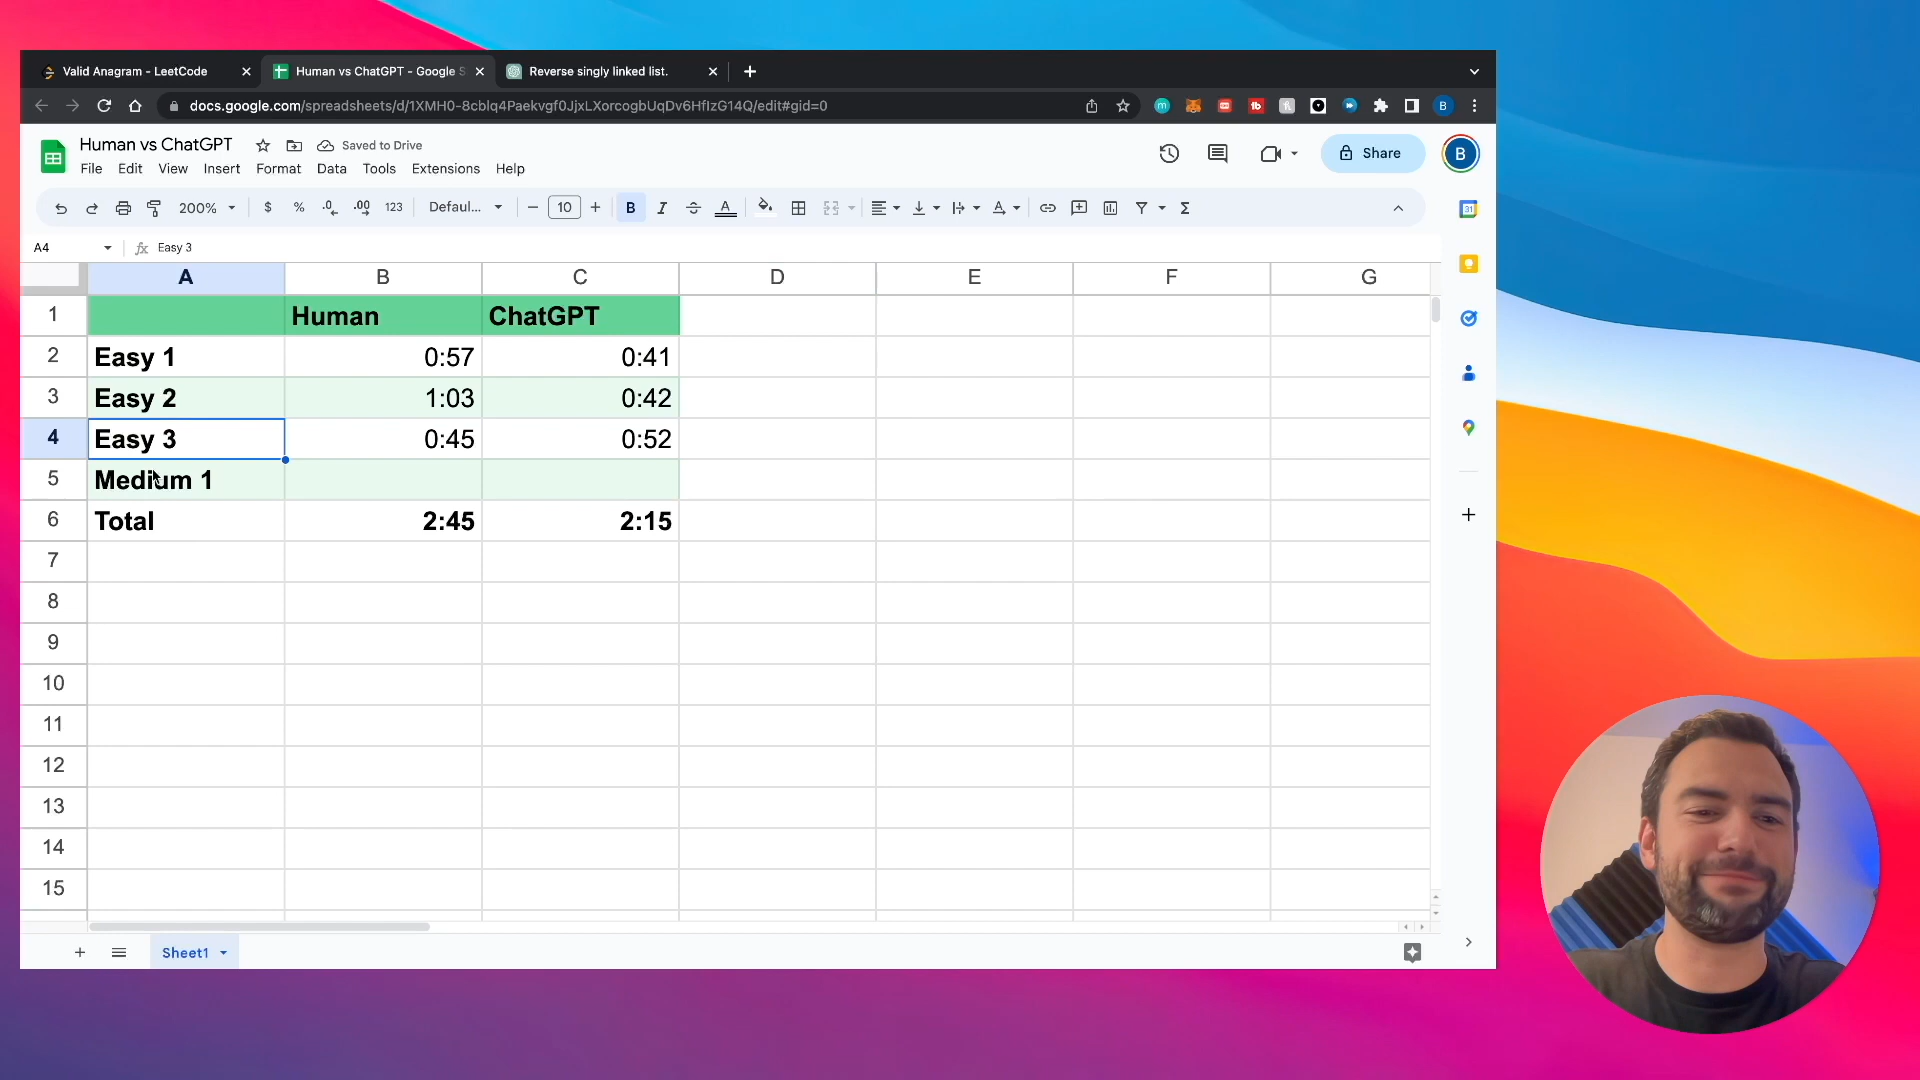 Valid Anagram - LeetCode
Human vs ChatGPT - Google S
Reverse singly linked list.
docs.google.com/spreadsheets/d/1XMH0-8cblq4Paekvgf0JjxLXorcogbUqDv6HfIzG14Q/edit#gid=0
B
Human vs ChatGPT
Saved to Drive
File Edit View Insert Format Data Tools Extensions Help
Share
B
200% $ % .0 .00 123 Defaul... 10 B I S A Σ
31
A4 fx Easy 3
A B C D E F G
1 Human ChatGPT
2 Easy 1 0:57 0:41
3 Easy 2 1:03 0:42
4 Easy 3 0:45 0:52
5 Medium 1
6 Total 2:45 2:15
7
8
9
10
11
12
13
14
15
Sheet1